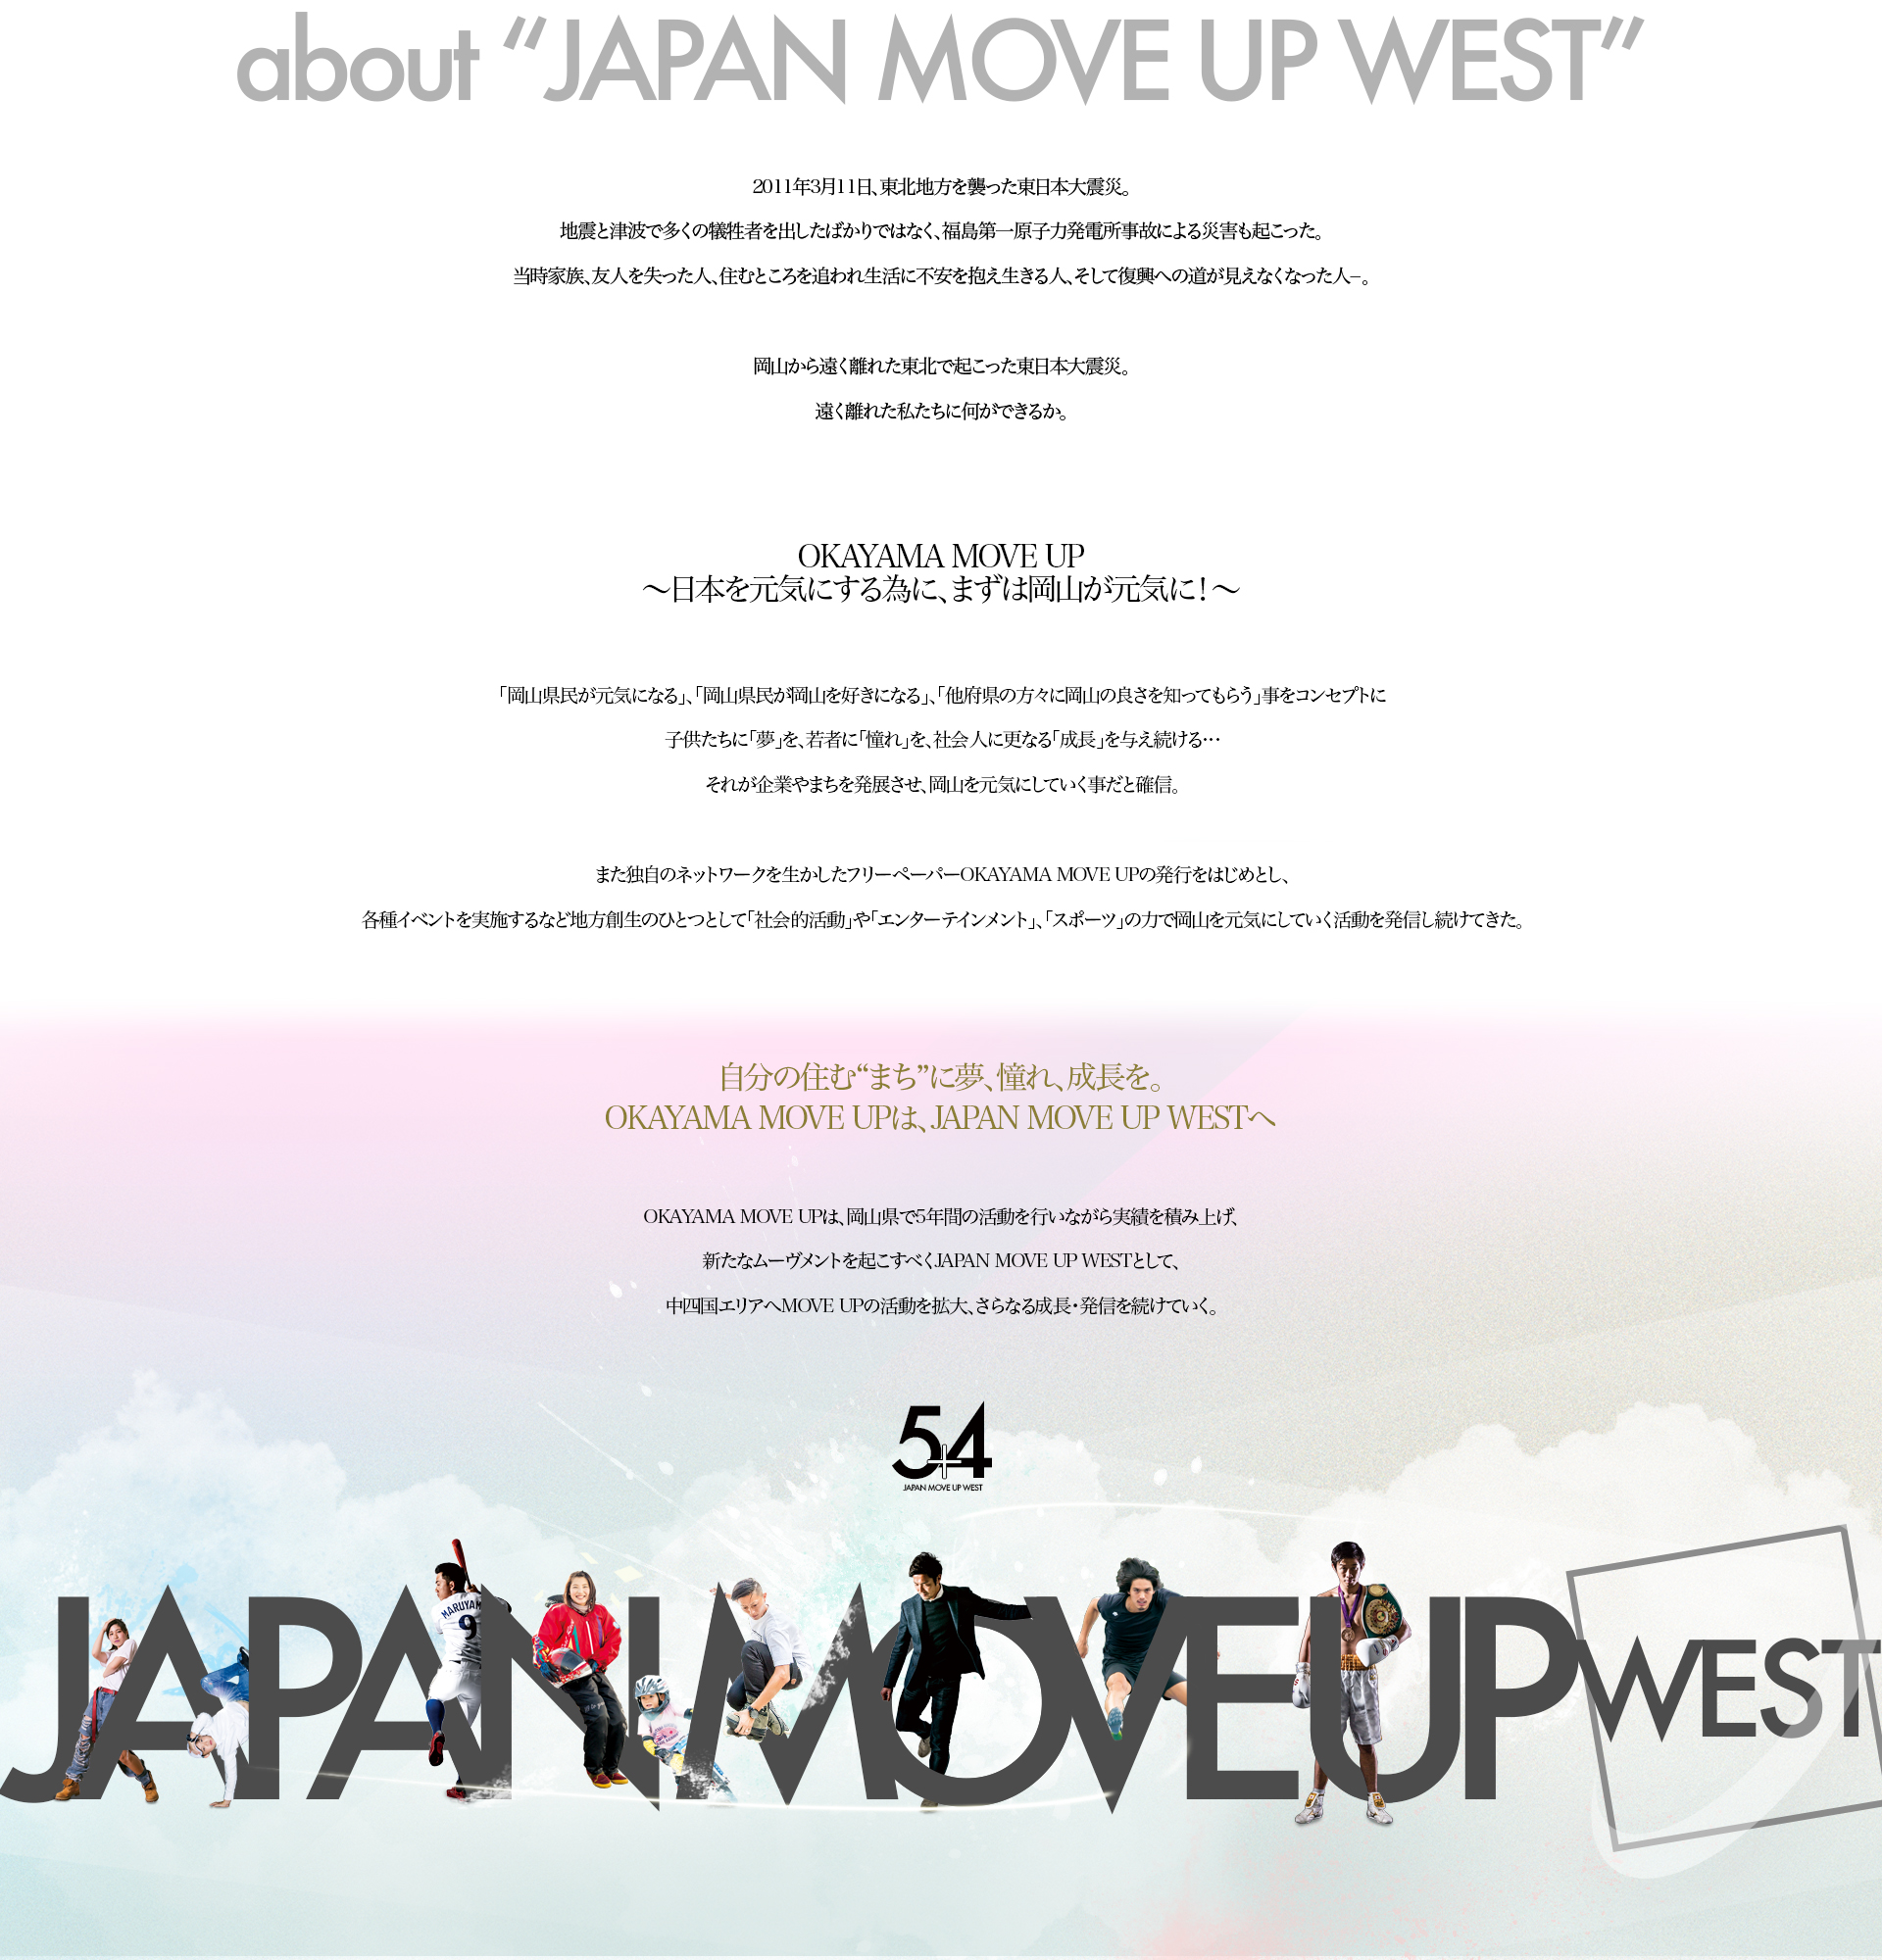 about “JAPAN MOVE UP WEST”
2011年3月11日、東北地方を襲った東日本大震災。
地震と津波で多くの犠牲者を出したばかりではなく、福島第一原子力発電所事故による災害も起こった。
当時家族、友人を失った人、住むところを追われ生活に不安を抱え生きる人、そして復興への道が見えなくなった人–。
岡山から遠く離れた東北で起こった東日本大震災。
遠く離れた私たちに何ができるか。
OKAYAMA MOVE UP
～日本を元気にする為に、まずは岡山が元気に！～
「岡山県民が元気になる」、「岡山県民が岡山を好きになる」、「他府県の方々に岡山の良さを知ってもらう」事をコンセプトに
子供たちに「夢」を、若者に「憧れ」を、社会人に更なる「成長」を与え続ける…
それが企業やまちを発展させ、岡山を元気にしていく事だと確信。
また独自のネットワークを生かしたフリーペーパーOKAYAMA MOVE UPの発行をはじめとし、
各種イベントを実施するなど地方創生のひとつとして「社会的活動」や「エンターテインメント」、「スポーツ」の力で岡山を元気にしていく活動を発信し続けてきた。
自分の住む“まち”に夢、憧れ、成長を。
OKAYAMA MOVE UPは、JAPAN MOVE UP WESTへ
OKAYAMA MOVE UPは、岡山県で5年間の活動を行いながら実績を積み上げ、
新たなムーヴメントを起こすべくJAPAN MOVE UP WESTとして、
中四国エリアへMOVE UPの活動を拡大、さらなる成長・発信を続けていく。
5+4
JAPAN MOVE UP WEST
JAPAN MOVE UP WEST
MARUYAMA
9